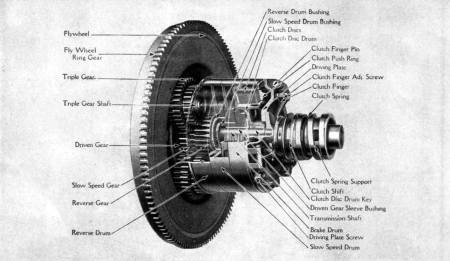 Flywheel
Fly Wheel
Ring Gear
Triple Gear
Triple Gear Shaft
Driven Gear
Slow Speed Gear
Reverse Gear
Reverse Drum
Reverse Drum Bushing
Slow Speed Drum Bushing
Clutch Discs
Clutch Disc Drum
Clutch Finger Pin
Clutch Push Ring
Driving Plate
Clutch Finger Adj. Screw
Clutch Finger
Clutch Spring
Clutch Spring Support
Clutch Shift
Clutch Disc Drum Key
Driven Gear Sleeve Bushing
Transmission Shaft
Brake Drum
Driving Plate Screw
Slow Speed Drum